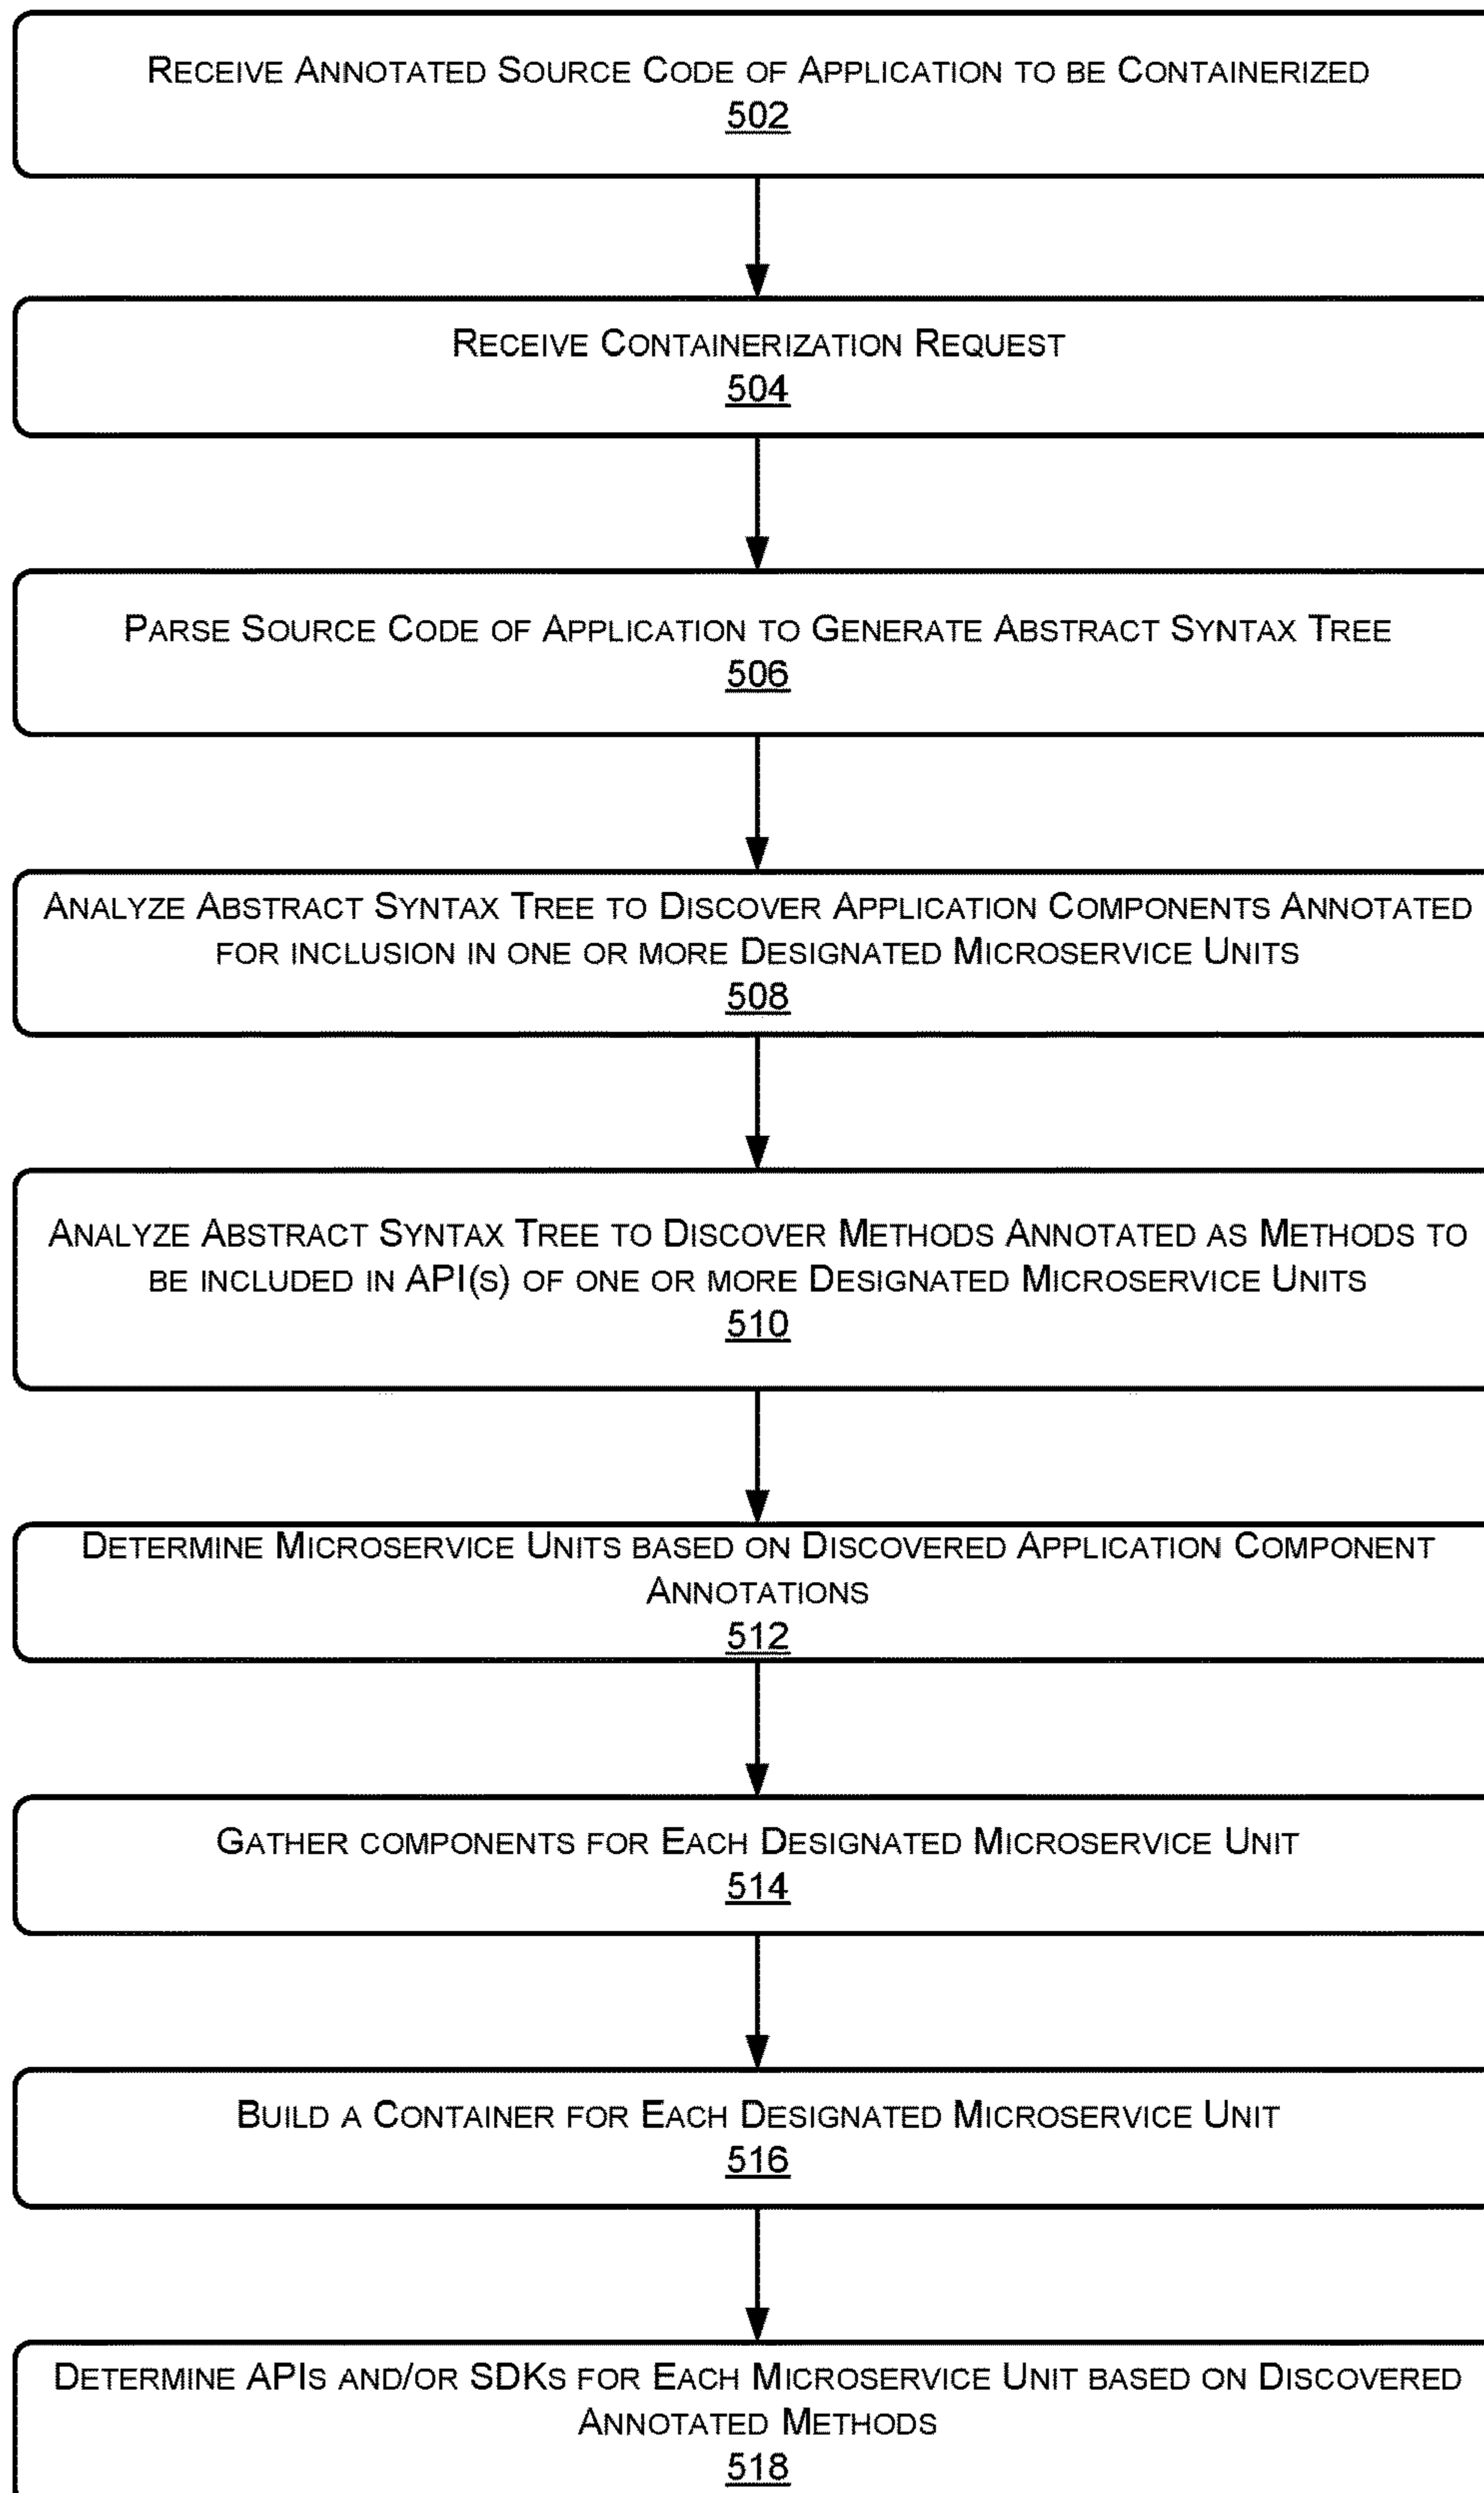 RECEIVE ANNOTATED SOURCE CODE OF APPLICATION TO BE CONTAINERIZED
502
RECEIVE CONTAINERIZATION REQUEST
504
PARSE SOURCE CODE OF APPLICATION TO GENERATE ABSTRACT SYNTAX TREE
506
ANALYZE ABSTRACT SYNTAX TREE TO DISCOVER APPLICATION COMPONENTS ANNOTATED
FOR INCLUSION IN ONE OR MORE DESIGNATED MICROSERVICE UNITS
508
ANALYZE ABSTRACT SYNTAX TREE TO DISCOVER METHODS ANNOTATED AS METHODS TO
BE INCLUDED IN API(S) OF ONE OR MORE DESIGNATED MICROSERVICE UNITS
510
DETERMINE MICROSERVICE UNITS BASED ON DISCOVERED APPLICATION COMPONENT
ANNOTATIONS
512
GATHER COMPONENTS FOR EACH DESIGNATED MICROSERVICE UNIT
514
BUILD A CONTAINER FOR EACH DESIGNATED MICROSERVICE UNIT
516
DETERMINE APIS AND/OR SDKS FOR EACH MICROSERVICE UNIT BASED ON DISCOVERED
ANNOTATED METHODS
518